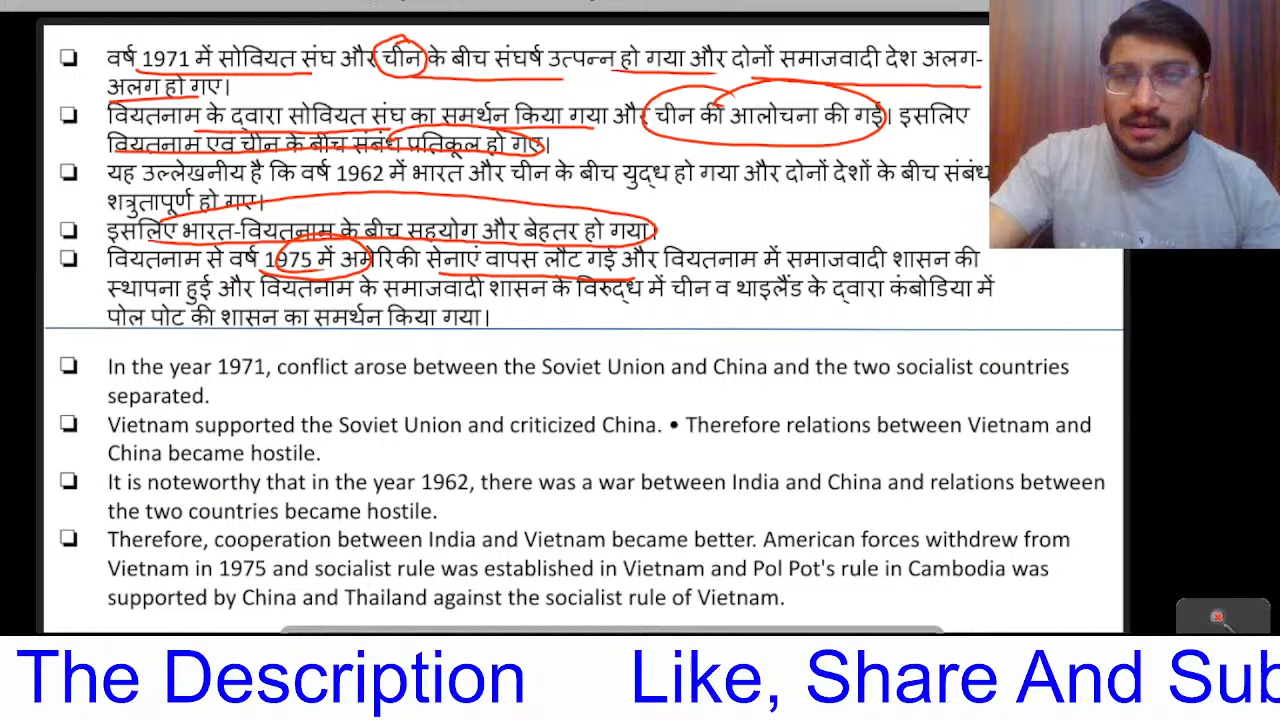 ❑ वर्ष 1971 में सोवियत संघ और चीन के बीच संघर्ष उत्पन्न हो गया और दोनों समाजवादी देश अलग-
अलग हो गए।
❑ वियतनाम के द्वारा सोवियत संघ का समर्थन किया गया और चीन की आलोचना की गई। इसलिए
वियतनाम एवं चीन के बीच संबंध प्रतिकूल हो गए।
❑ यह उल्लेखनीय है कि वर्ष 1962 में भारत और चीन के बीच युद्ध हो गया और दोनों देशों के बीच संबंध
शत्रुतापूर्ण हो गए।
❑ इसलिए भारत-वियतनाम के बीच सहयोग और बेहतर हो गया।
❑ वियतनाम से वर्ष 1975 में अमेरिकी सेनाएं वापस लौट गई और वियतनाम में समाजवादी शासन की
स्थापना हुई और वियतनाम के समाजवादी शासन के विरुद्ध में चीन व थाइलैंड के द्वारा कंबोडिया में
पोल पोट की शासन का समर्थन किया गया।
❑ In the year 1971, conflict arose between the Soviet Union and China and the two socialist countries
separated.
❑ Vietnam supported the Soviet Union and criticized China. • Therefore relations between Vietnam and
China became hostile.
❑ It is noteworthy that in the year 1962, there was a war between India and China and relations between
the two countries became hostile.
❑ Therefore, cooperation between India and Vietnam became better. American forces withdrew from
Vietnam in 1975 and socialist rule was established in Vietnam and Pol Pot's rule in Cambodia was
supported by China and Thailand against the socialist rule of Vietnam.
The Description Like, Share And Sub